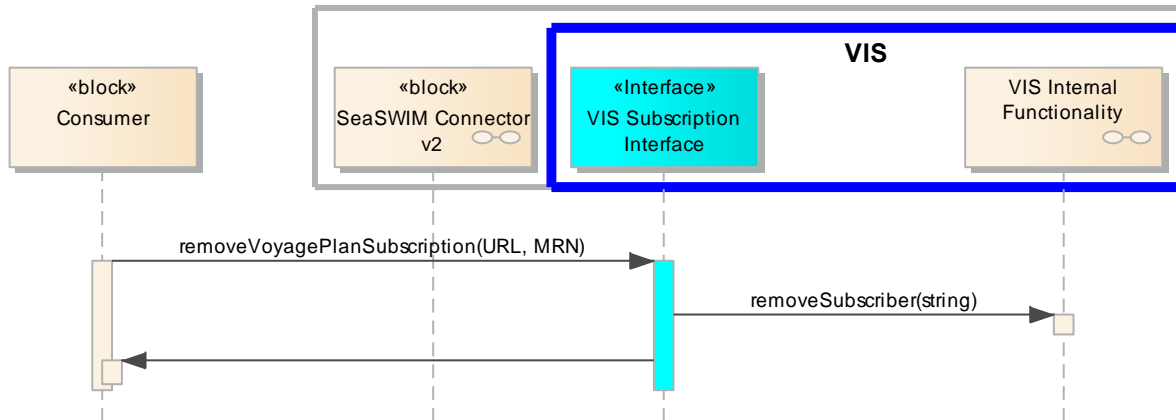 VIS
«block»
Consumer
«block»
SeaSWIM Connector
v2
«Interface»
VIS Subscription
Interface
VIS Internal
Functionality
removeVoyagePlanSubscription(URL, MRN)
removeSubscriber(string)